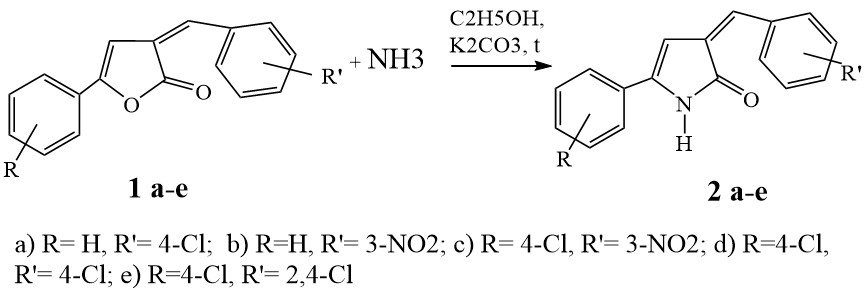 C2H5OH,
K2CO3, t
O
O
R'
+ NH3
R
N
H
O
R'
R
1 a-e
2 a-e
a) R= H, R'= 4-Cl; b) R=H, R'= 3-NO2; c) R= 4-Cl, R'= 3-NO2; d) R=4-Cl,
R'= 4-Cl; e) R=4-Cl, R'= 2,4-Cl